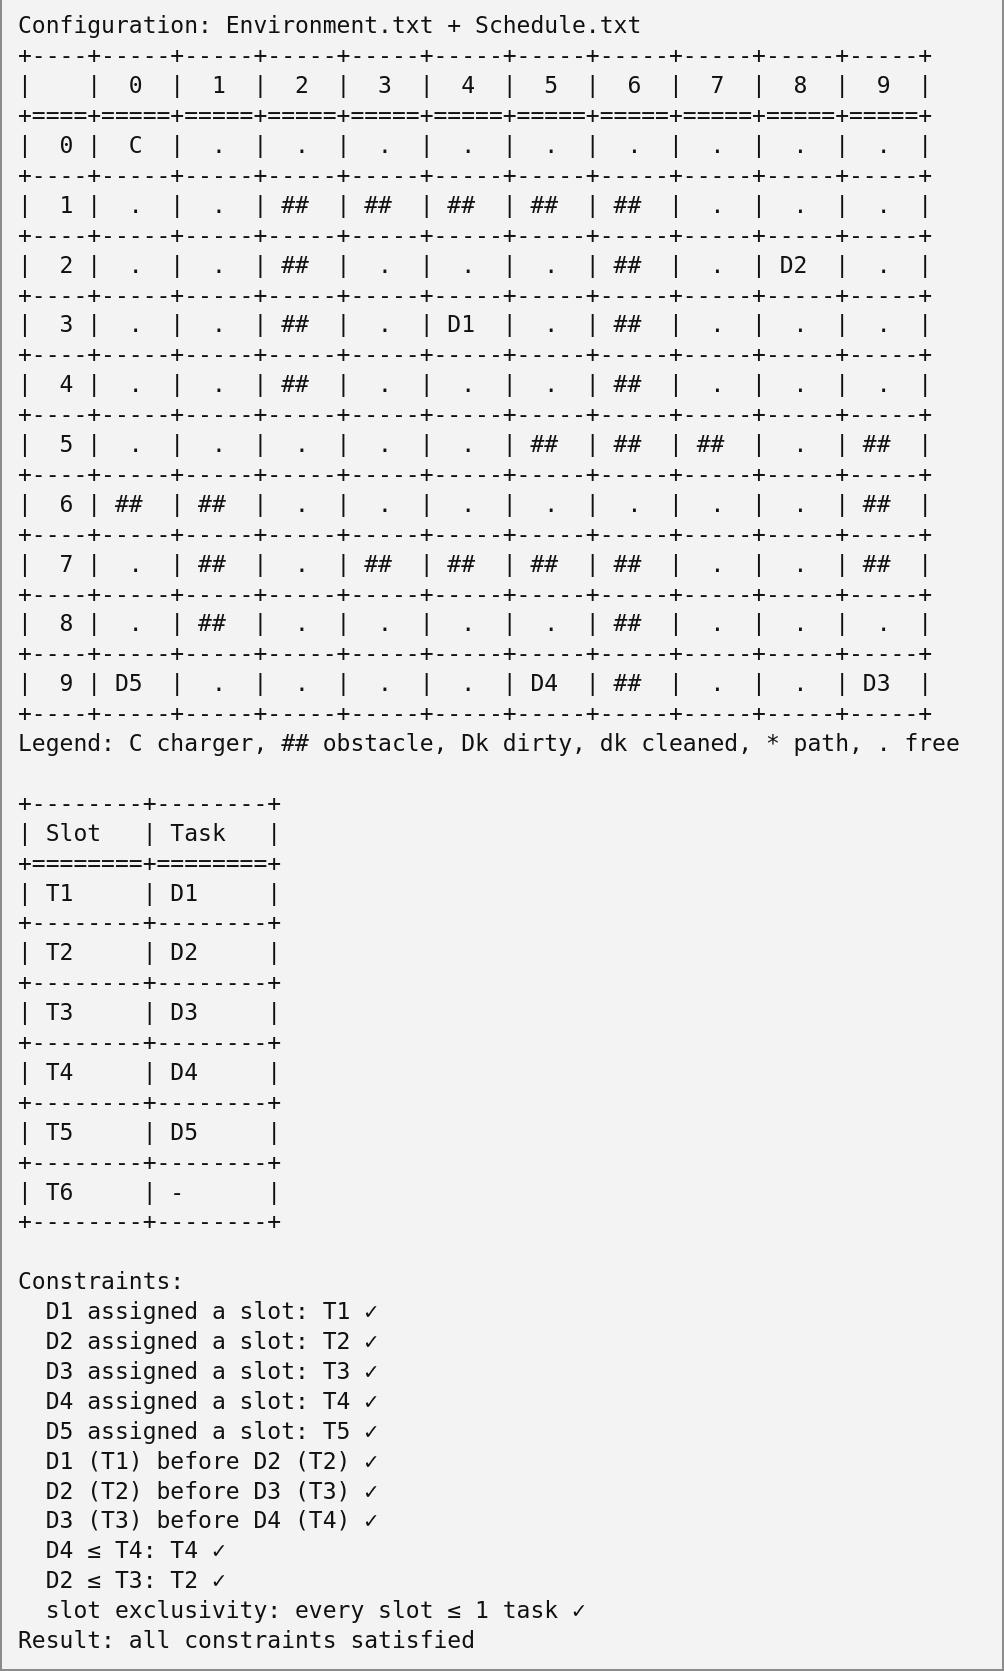 Configuration: Environment.txt + Schedule.txt
+----+-----+-----+-----+-----+-----+-----+-----+-----+-----+-----+
|    |  0  |  1  |  2  |  3  |  4  |  5  |  6  |  7  |  8  |  9  |
+====+=====+=====+=====+=====+=====+=====+=====+=====+=====+=====+
|  0 |  C  |  .  |  .  |  .  |  .  |  .  |  .  |  .  |  .  |  .  |
+----+-----+-----+-----+-----+-----+-----+-----+-----+-----+-----+
|  1 |  .  |  .  | ##  | ##  | ##  | ##  | ##  |  .  |  .  |  .  |
+----+-----+-----+-----+-----+-----+-----+-----+-----+-----+-----+
|  2 |  .  |  .  | ##  |  .  |  .  |  .  | ##  |  .  | D2  |  .  |
+----+-----+-----+-----+-----+-----+-----+-----+-----+-----+-----+
|  3 |  .  |  .  | ##  |  .  | D1  |  .  | ##  |  .  |  .  |  .  |
+----+-----+-----+-----+-----+-----+-----+-----+-----+-----+-----+
|  4 |  .  |  .  | ##  |  .  |  .  |  .  | ##  |  .  |  .  |  .  |
+----+-----+-----+-----+-----+-----+-----+-----+-----+-----+-----+
|  5 |  .  |  .  |  .  |  .  |  .  | ##  | ##  | ##  |  .  | ##  |
+----+-----+-----+-----+-----+-----+-----+-----+-----+-----+-----+
|  6 | ##  | ##  |  .  |  .  |  .  |  .  |  .  |  .  |  .  | ##  |
+----+-----+-----+-----+-----+-----+-----+-----+-----+-----+-----+
|  7 |  .  | ##  |  .  | ##  | ##  | ##  | ##  |  .  |  .  | ##  |
+----+-----+-----+-----+-----+-----+-----+-----+-----+-----+-----+
|  8 |  .  | ##  |  .  |  .  |  .  |  .  | ##  |  .  |  .  |  .  |
+----+-----+-----+-----+-----+-----+-----+-----+-----+-----+-----+
|  9 | D5  |  .  |  .  |  .  |  .  | D4  | ##  |  .  |  .  | D3  |
+----+-----+-----+-----+-----+-----+-----+-----+-----+-----+-----+
Legend: C charger, ## obstacle, Dk dirty, dk cleaned, * path, . free

+--------+--------+
| Slot   | Task   |
+========+========+
| T1     | D1     |
+--------+--------+
| T2     | D2     |
+--------+--------+
| T3     | D3     |
+--------+--------+
| T4     | D4     |
+--------+--------+
| T5     | D5     |
+--------+--------+
| T6     | -      |
+--------+--------+

Constraints:
  D1 assigned a slot: T1 ✓
  D2 assigned a slot: T2 ✓
  D3 assigned a slot: T3 ✓
  D4 assigned a slot: T4 ✓
  D5 assigned a slot: T5 ✓
  D1 (T1) before D2 (T2) ✓
  D2 (T2) before D3 (T3) ✓
  D3 (T3) before D4 (T4) ✓
  D4 ≤ T4: T4 ✓
  D2 ≤ T3: T2 ✓
  slot exclusivity: every slot ≤ 1 task ✓
Result: all constraints satisfied